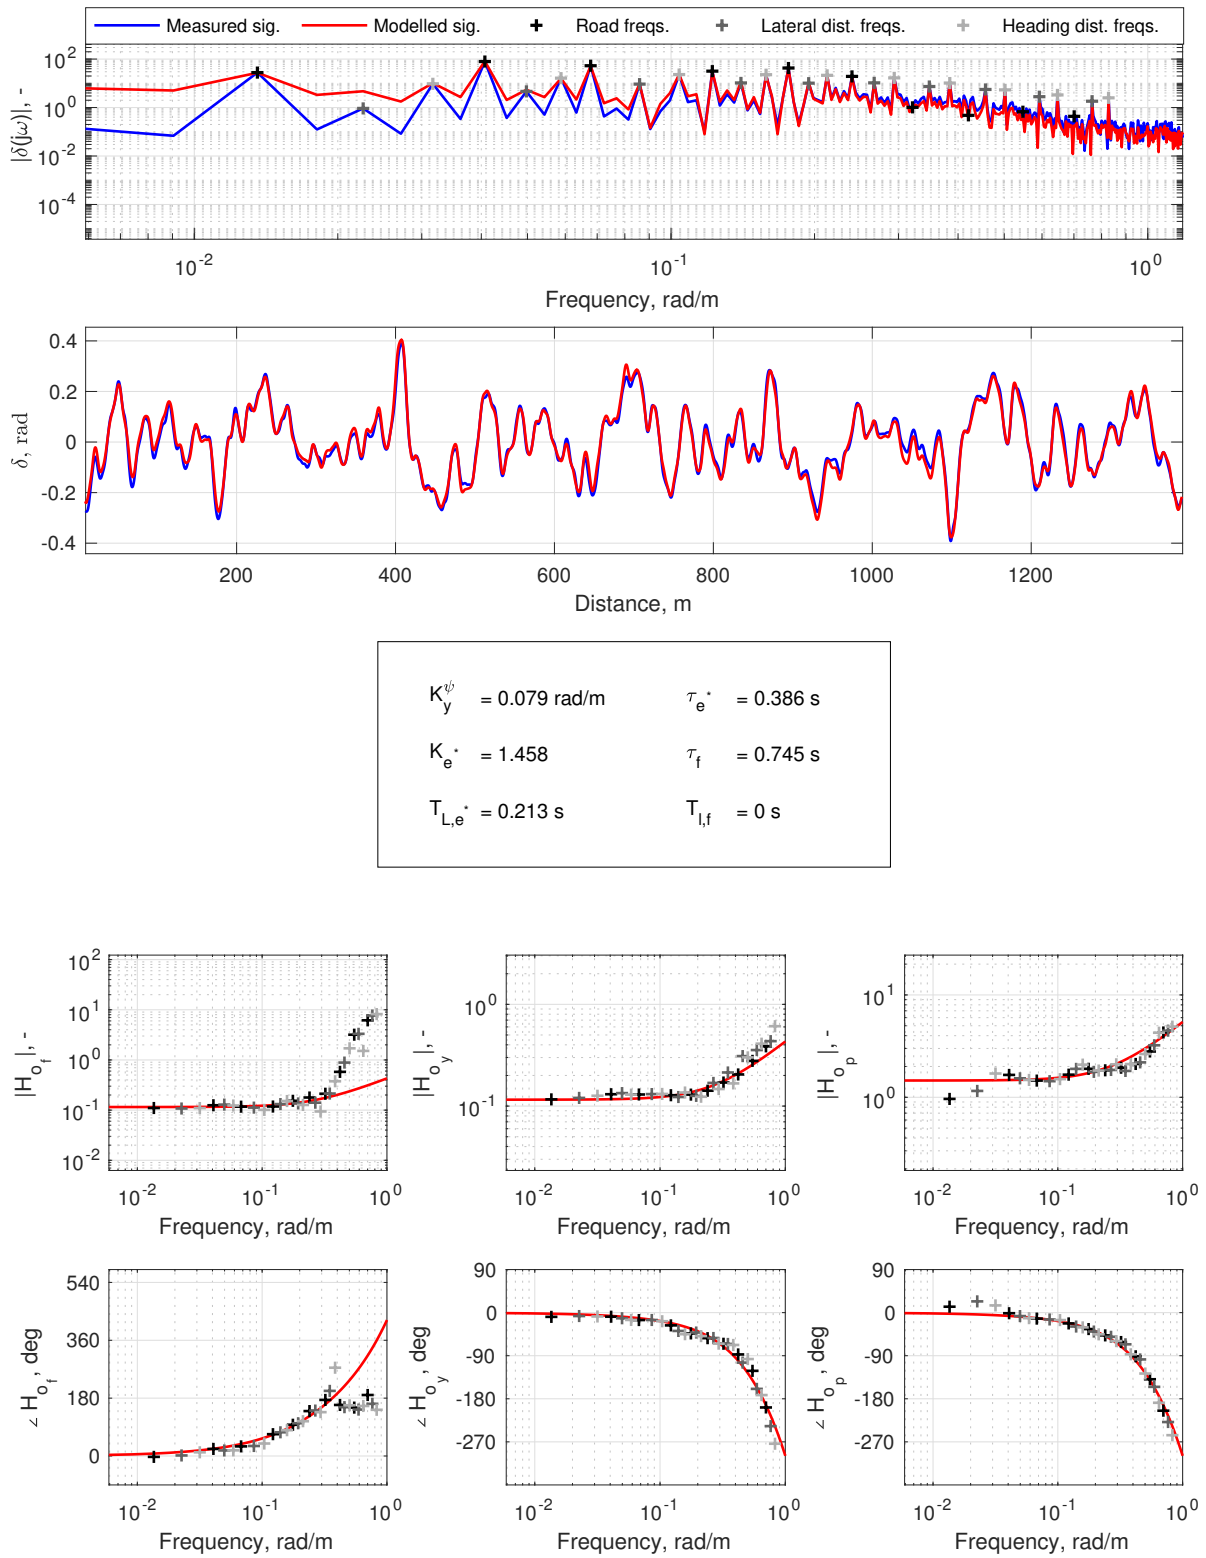 Measured sig. Modelled sig. Road freqs. Lateral dist. freqs. Heading dist. freqs.
|δ(jω)|, -
10^2
10^0
10^-2
10^-4
10^-2 10^-1 10^0
Frequency, rad/m
δ, rad
0.4
0.2
0
-0.2
-0.4
200 400 600 800 1000 1200
Distance, m
K_y^ψ = 0.079 rad/m τ_e* = 0.386 s
K_e* = 1.458 τ_f = 0.745 s
T_L,e* = 0.213 s T_l,f = 0 s
|H_o_f|, -
10^2
10^1
10^0
10^-1
10^-2
10^-2 10^-1 10^0
Frequency, rad/m
|H_o_y|, -
10^0
10^-1
10^-2 10^-1 10^0
Frequency, rad/m
|H_o_p|, -
10^1
10^0
10^-2 10^-1 10^0
Frequency, rad/m
∠ H_o_f, deg
540
360
180
0
10^-2 10^-1 10^0
Frequency, rad/m
∠ H_o_y, deg
90
0
-90
-180
-270
10^-2 10^-1 10^0
Frequency, rad/m
∠ H_o_p, deg
90
0
-90
-180
-270
10^-2 10^-1 10^0
Frequency, rad/m